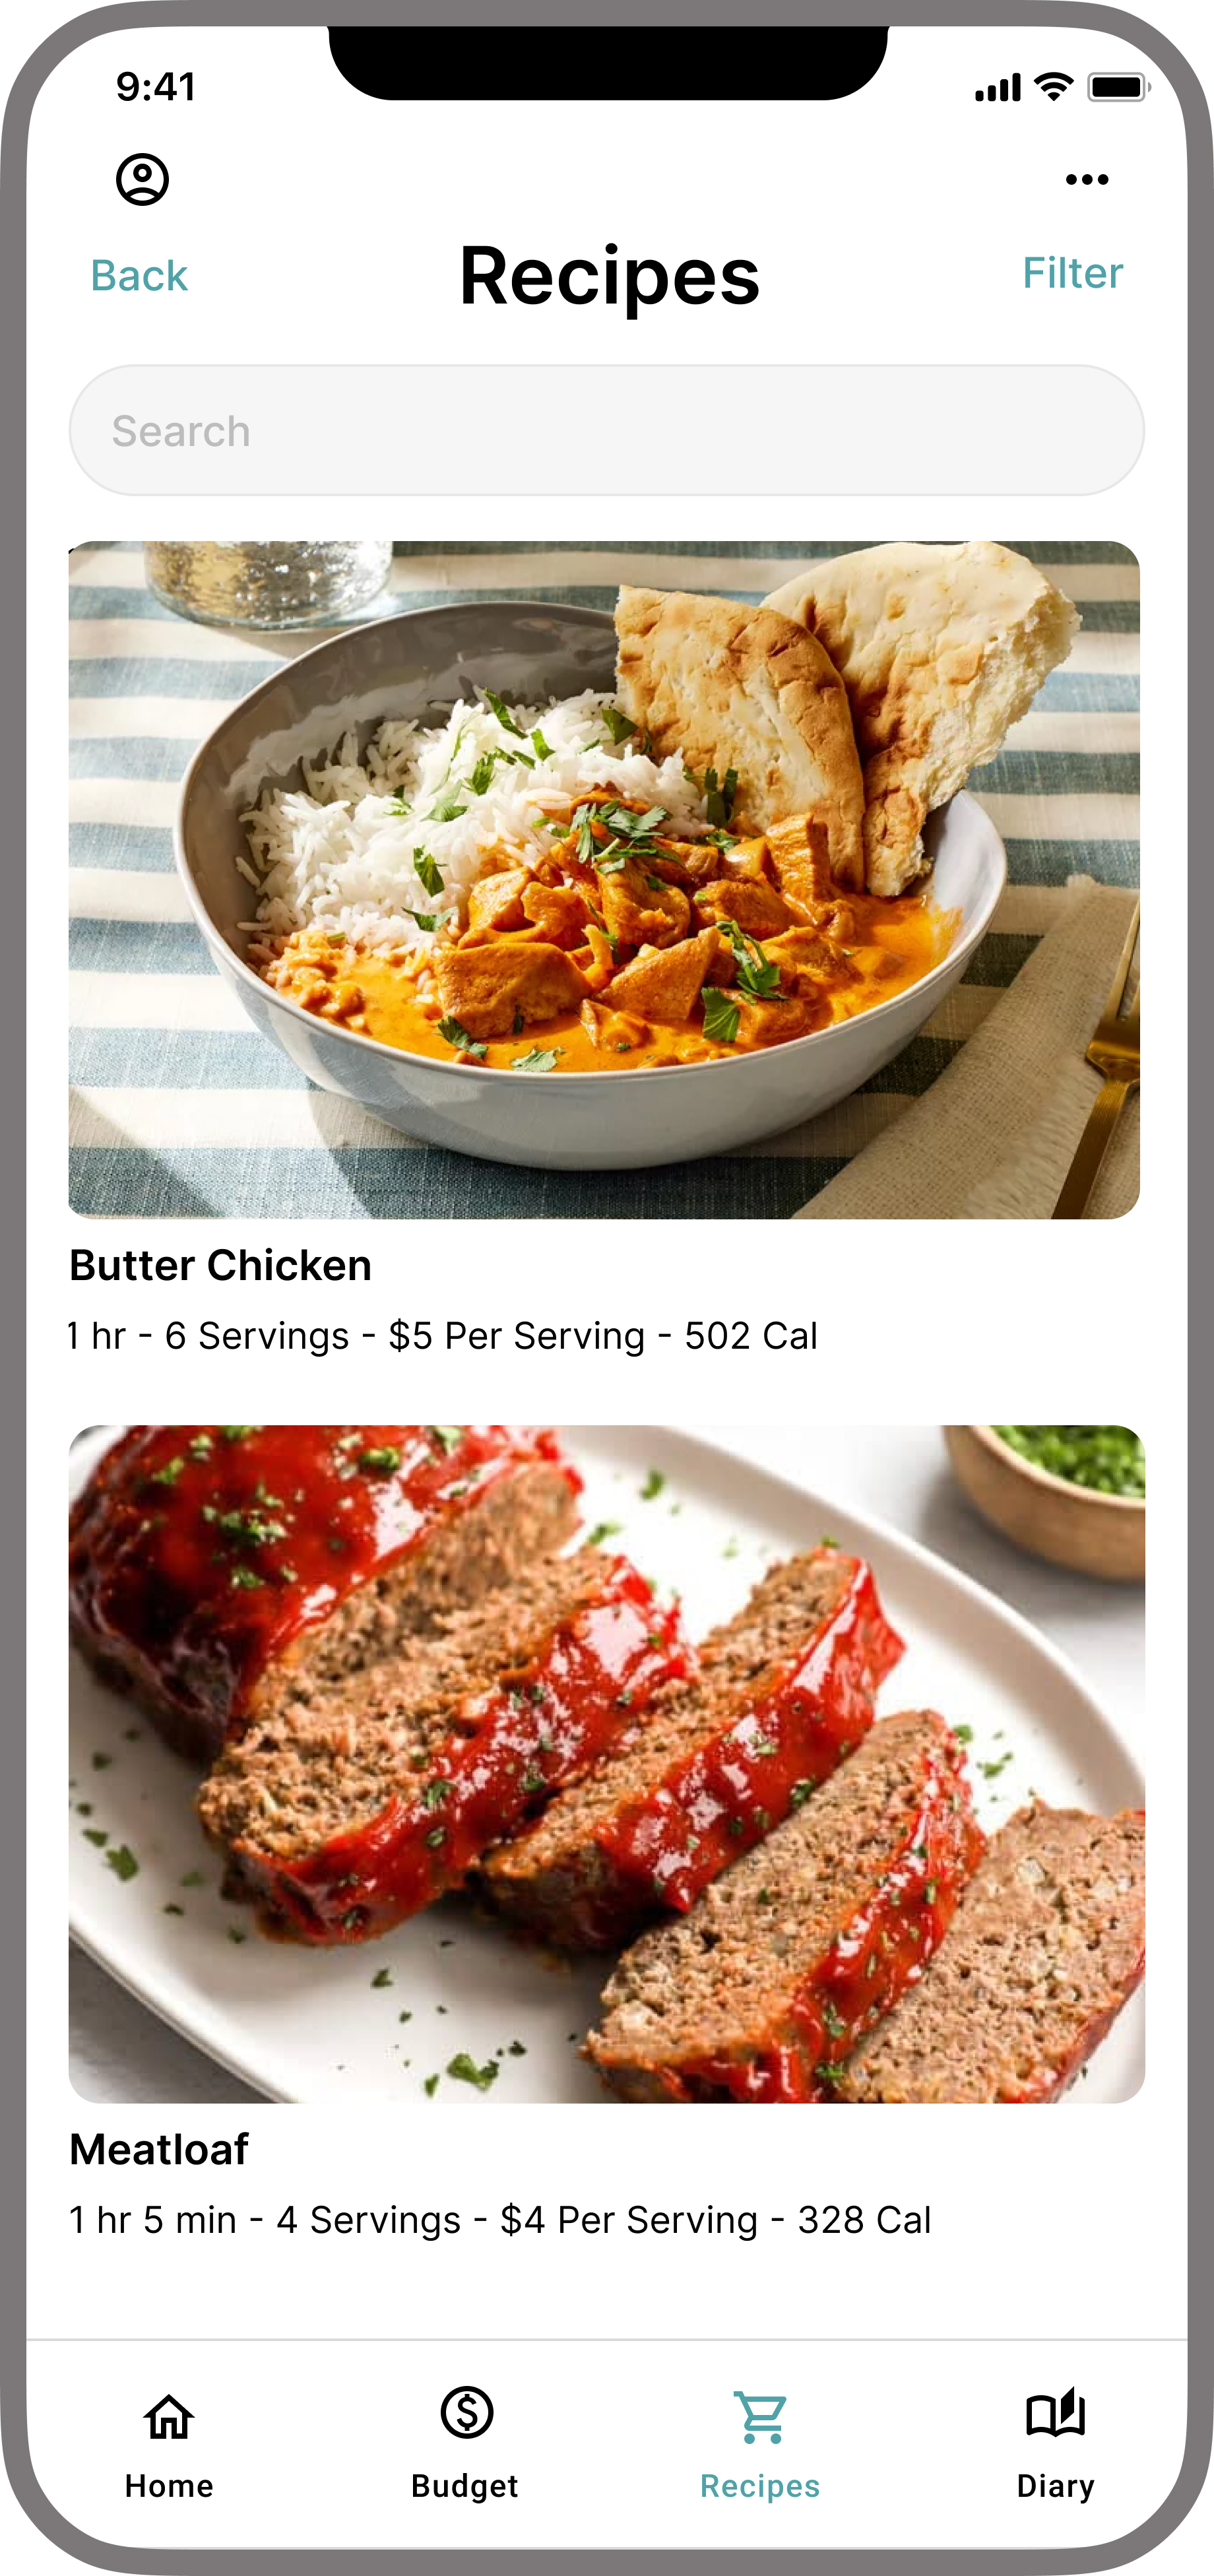 9:41
Back
Recipes
Filter
Search
Butter Chicken
1 hr - 6 Servings - $5 Per Serving - 502 Cal
Meatloaf
1 hr 5 min - 4 Servings - $4 Per Serving - 328 Cal
Home
Budget
Recipes
Diary